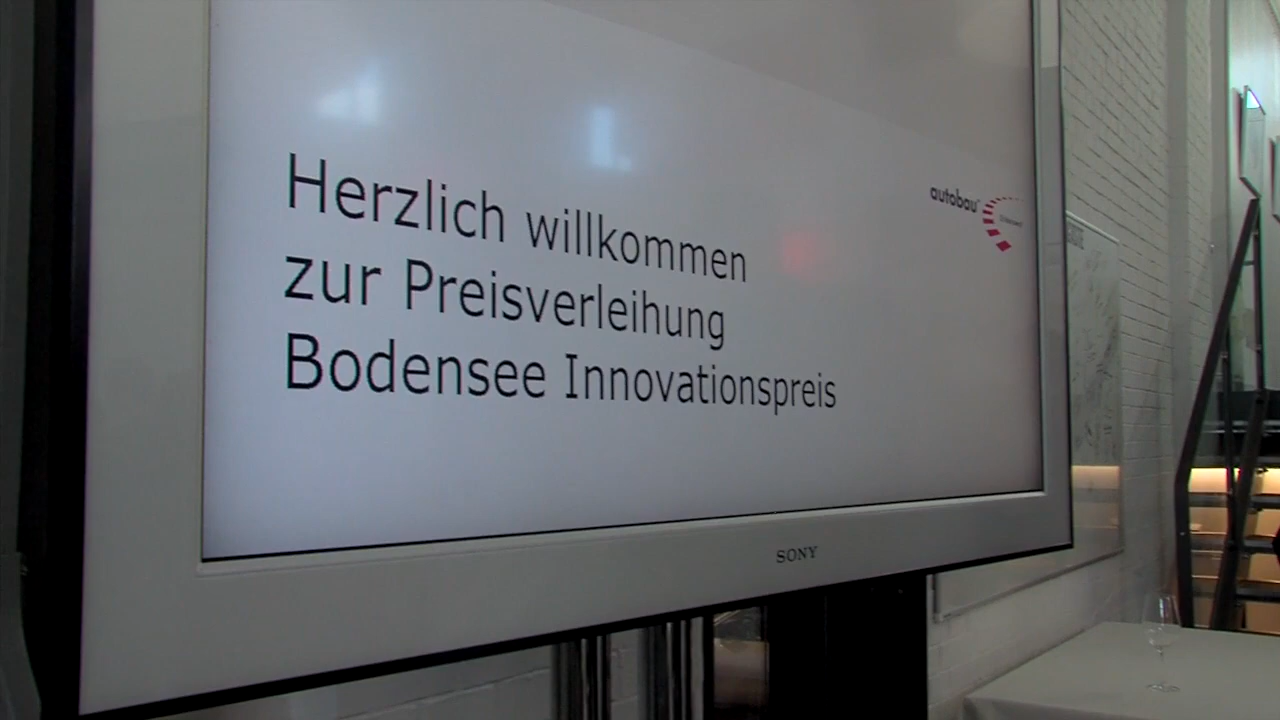 Herzlich willkommen
zur Preisverleihung
Bodensee Innovationspreis
autobau
SONY